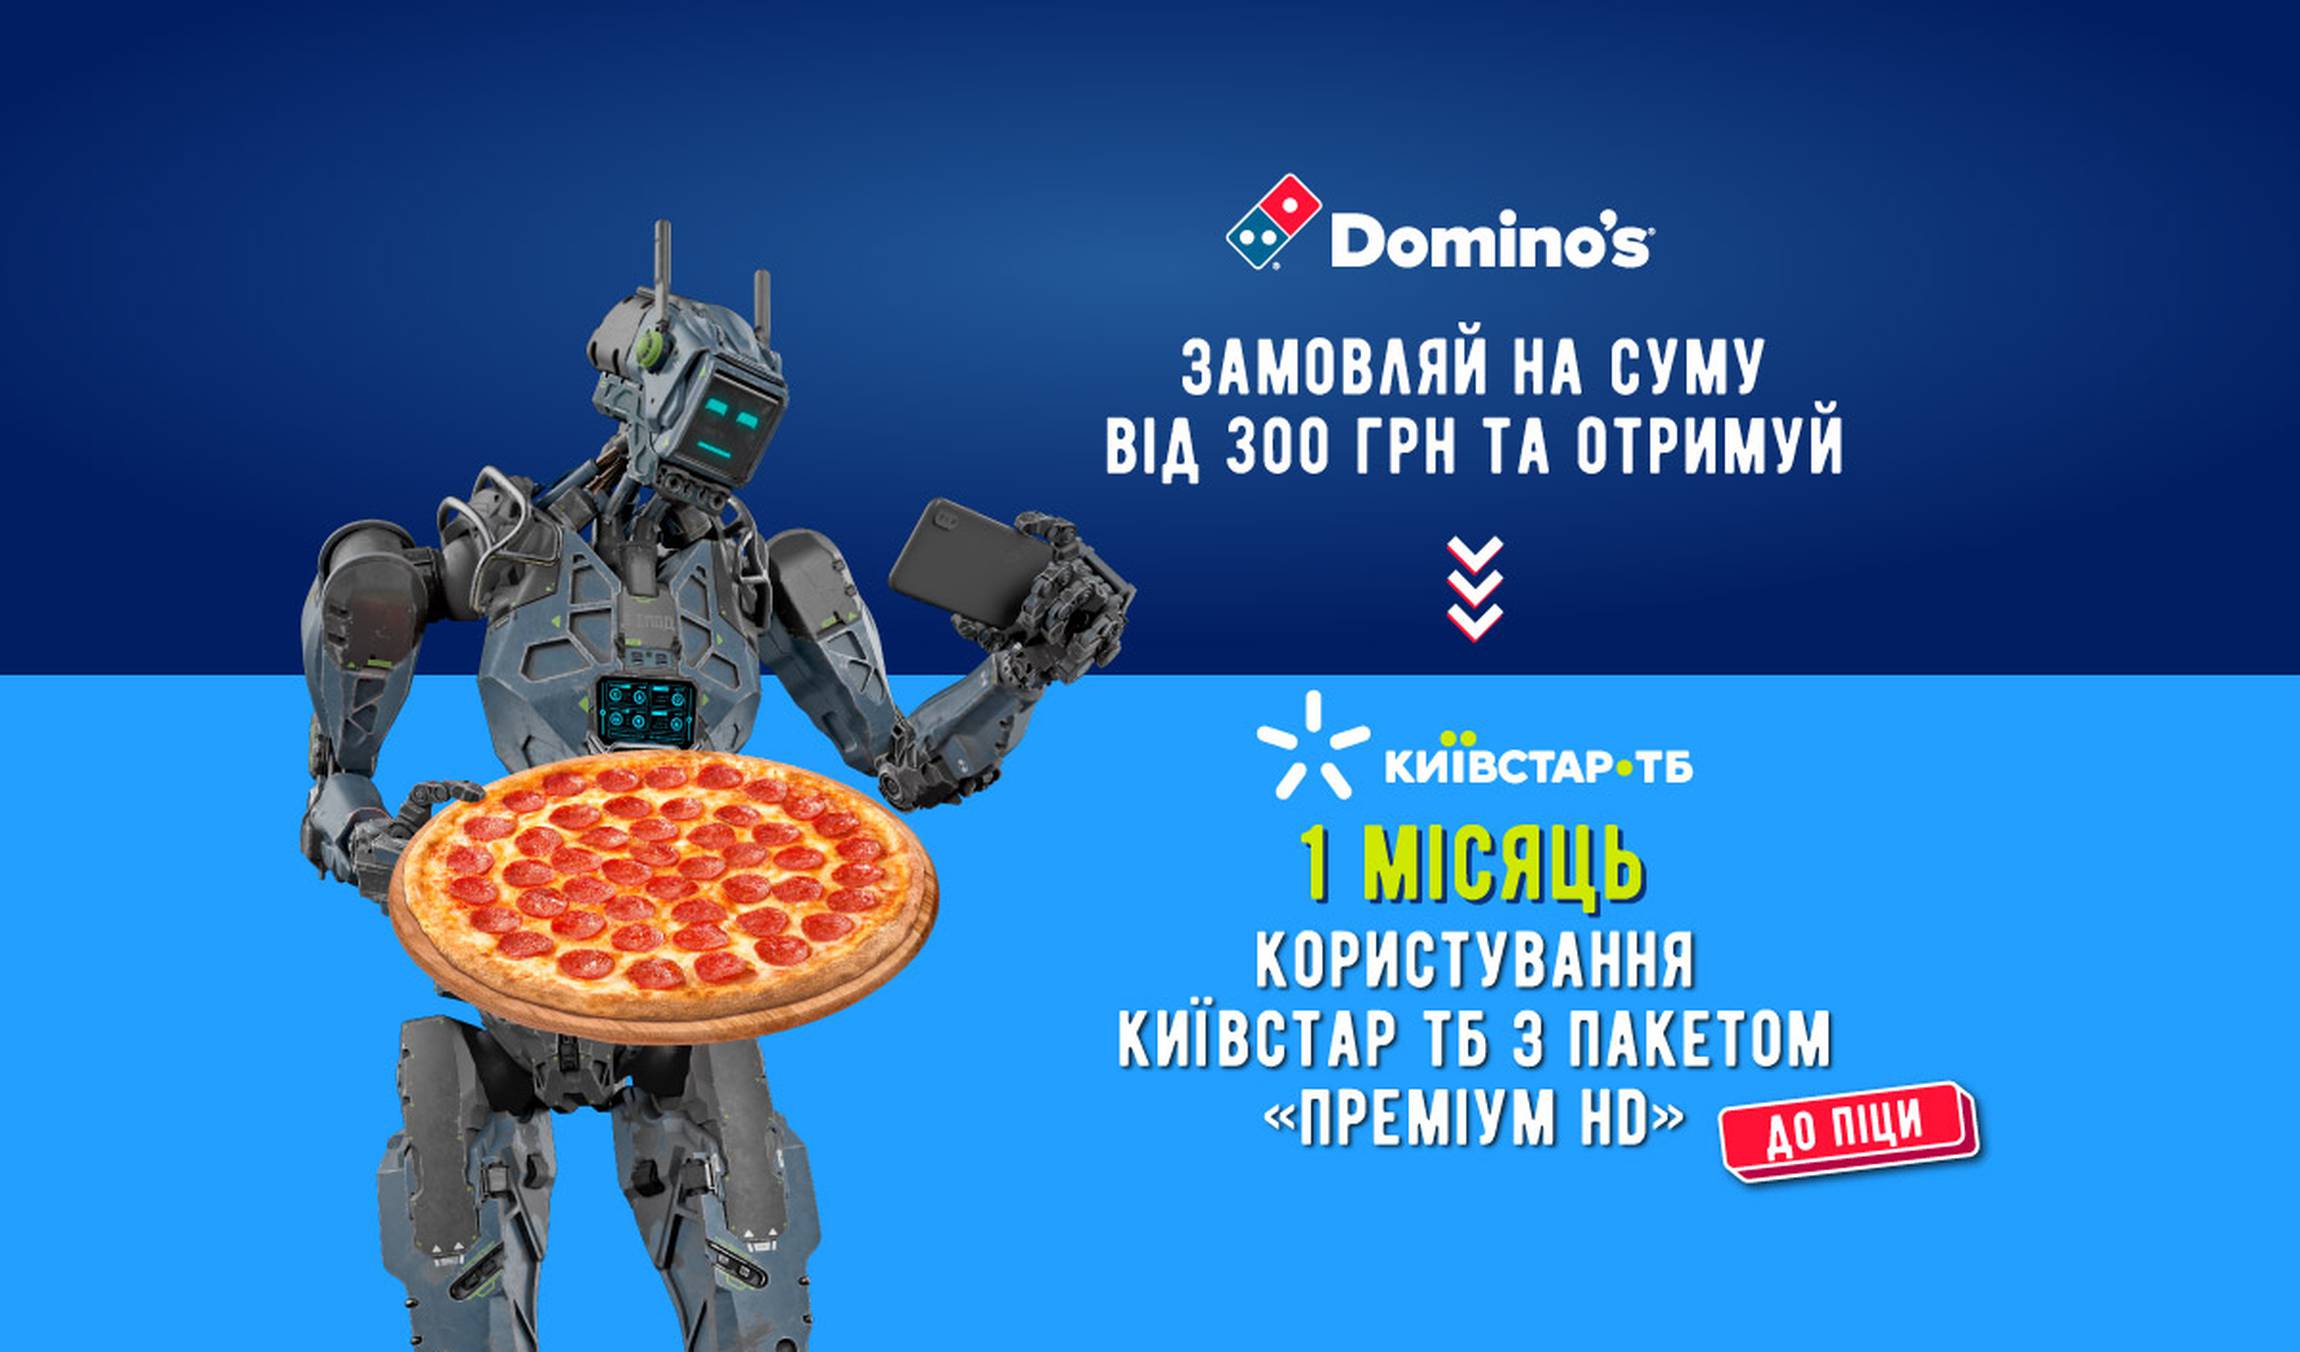 Domino's
ЗАМОВЛЯЙ НА СУМУ
ВІД 300 ГРН ТА ОТРИМУЙ
КИЇВСТАР•ТБ
1 МІСЯЦЬ
КОРИСТУВАННЯ
КИЇВСТАР ТБ З ПАКЕТОМ
«ПРЕМІУМ HD»
ДО ПІЦИ